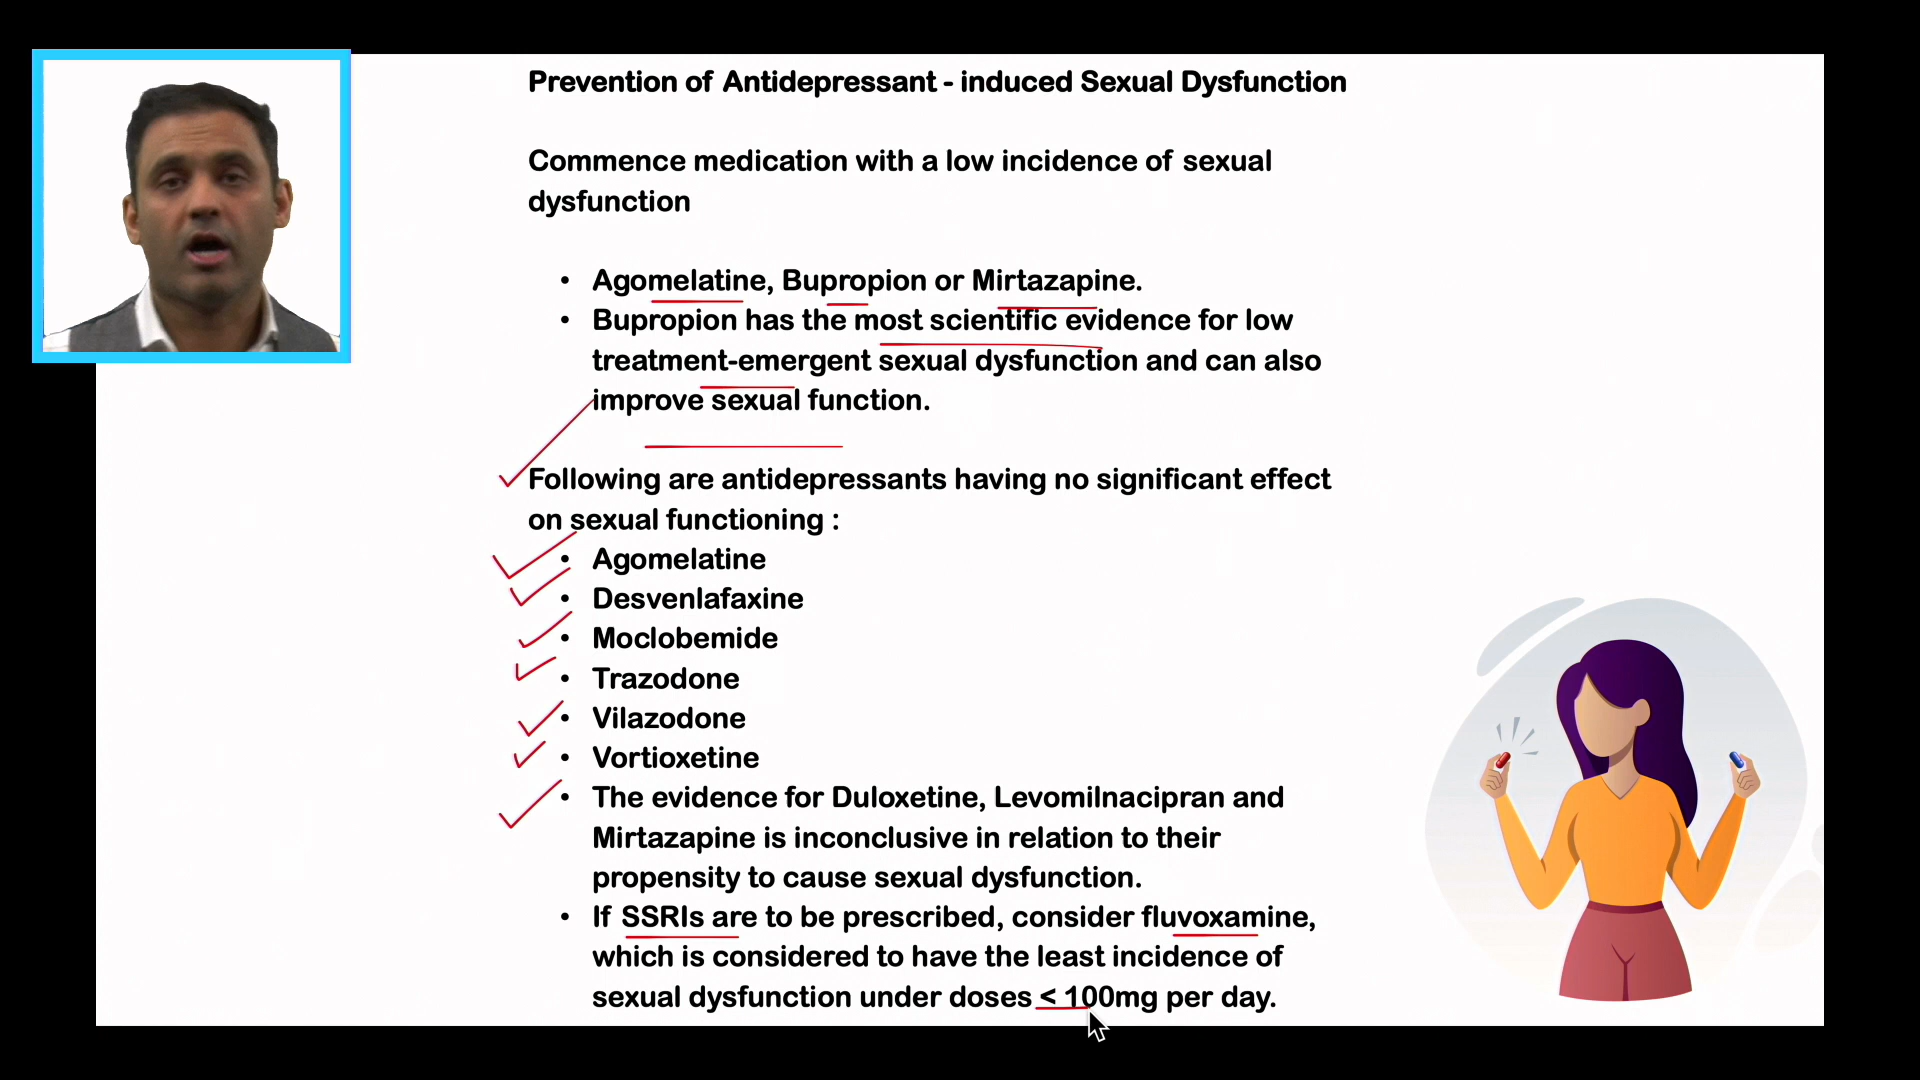 Prevention of Antidepressant - induced Sexual Dysfunction
Commence medication with a low incidence of sexual
dysfunction
• Agomelatine, Bupropion or Mirtazapine.
• Bupropion has the most scientific evidence for low
treatment-emergent sexual dysfunction and can also
improve sexual function.
Following are antidepressants having no significant effect
on sexual functioning :
• Agomelatine
• Desvenlafaxine
• Moclobemide
• Trazodone
• Vilazodone
• Vortioxetine
• The evidence for Duloxetine, Levomilnacipran and
Mirtazapine is inconclusive in relation to their
propensity to cause sexual dysfunction.
• If SSRIs are to be prescribed, consider fluvoxamine,
which is considered to have the least incidence of
sexual dysfunction under doses < 100mg per day.